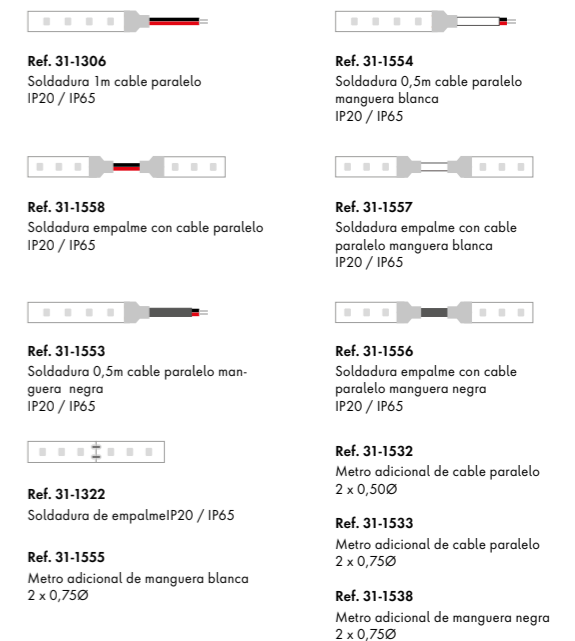 Ref. 31-1306
Soldadura 1m cable paralelo
IP20 / IP65
Ref. 31-1554
Soldadura 0,5m cable paralelo
manguera blanca
IP20 / IP65
Ref. 31-1558
Soldadura empalme con cable paralelo
IP20 / IP65
Ref. 31-1557
Soldadura empalme con cable
paralelo manguera blanca
IP20 / IP65
Ref. 31-1553
Soldadura 0,5m cable paralelo man-
guera negra
IP20 / IP65
Ref. 31-1556
Soldadura empalme con cable
paralelo manguera negra
IP20 / IP65
Ref. 31-1322
Soldadura de empalmeIP20 / IP65
Ref. 31-1555
Metro adicional de manguera blanca
2 x 0,75Ø
Ref. 31-1532
Metro adicional de cable paralelo
2 x 0,50Ø
Ref. 31-1533
Metro adicional de cable paralelo
2 x 0,75Ø
Ref. 31-1538
Metro adicional de manguera negra
2 x 0,75Ø